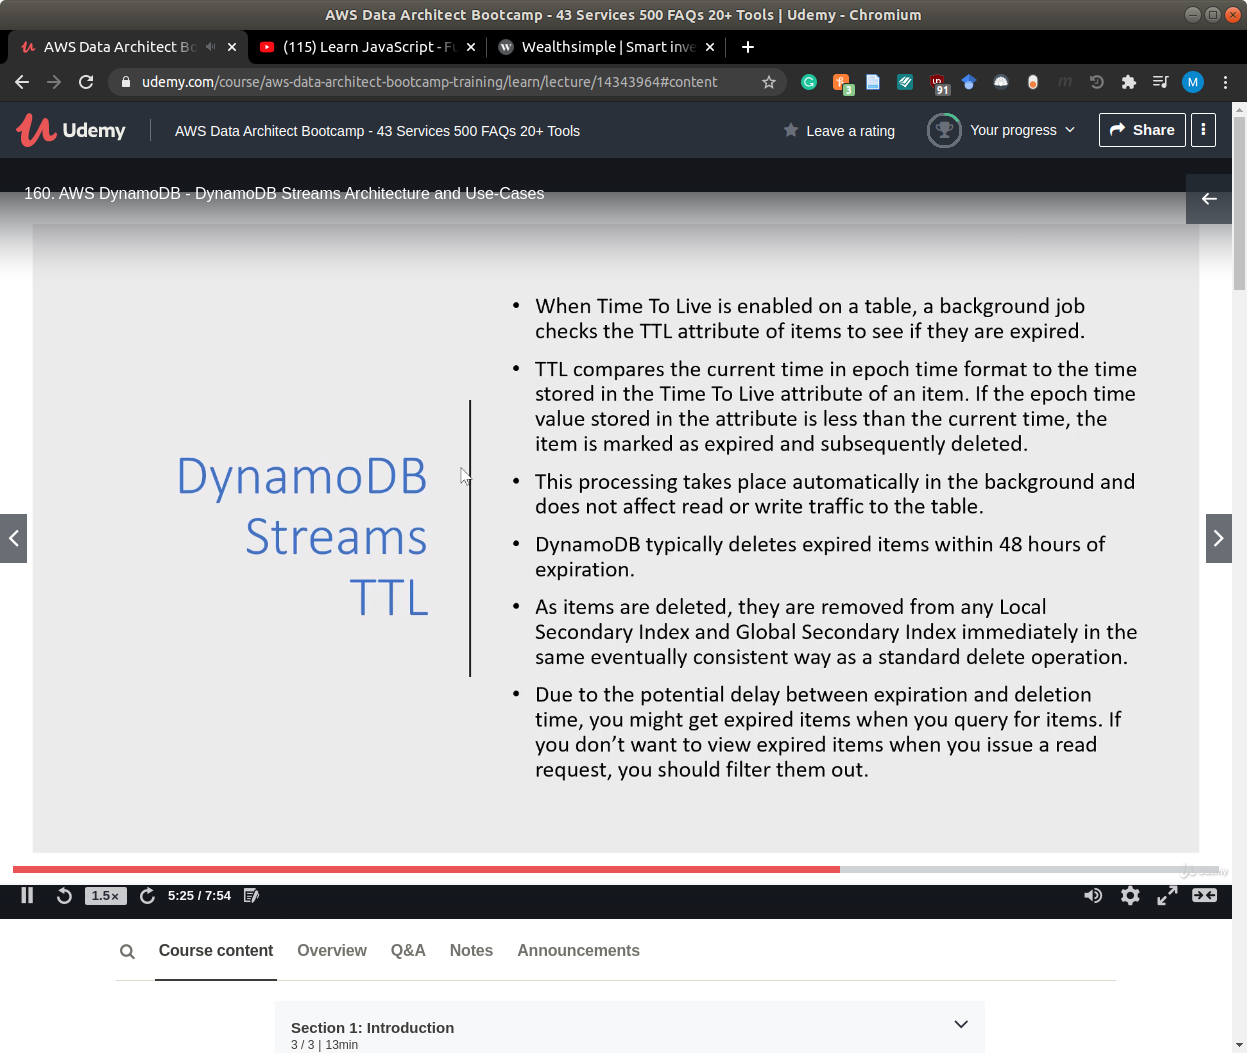 AWS Data Architect Bootcamp - 43 Services 500 FAQs 20+ Tools | Udemy - Chromium
AWS Data Architect Bo
(115) Learn JavaScript - Fu
Wealthsimple | Smart inve
udemy.com/course/aws-data-architect-bootcamp-training/learn/lecture/14343964#content
3
91
M
Udemy
AWS Data Architect Bootcamp - 43 Services 500 FAQs 20+ Tools
Leave a rating
Your progress
Share
160. AWS DynamoDB - DynamoDB Streams Architecture and Use-Cases
DynamoDB
Streams
TTL
• When Time To Live is enabled on a table, a background job
checks the TTL attribute of items to see if they are expired.
• TTL compares the current time in epoch time format to the time
stored in the Time To Live attribute of an item. If the epoch time
value stored in the attribute is less than the current time, the
item is marked as expired and subsequently deleted.
• This processing takes place automatically in the background and
does not affect read or write traffic to the table.
• DynamoDB typically deletes expired items within 48 hours of
expiration.
• As items are deleted, they are removed from any Local
Secondary Index and Global Secondary Index immediately in the
same eventually consistent way as a standard delete operation.
• Due to the potential delay between expiration and deletion
time, you might get expired items when you query for items. If
you don’t want to view expired items when you issue a read
request, you should filter them out.
Udemy
1.5×
5:25 / 7:54
Course content
Overview
Q&A
Notes
Announcements
Section 1: Introduction
3 / 3 | 13min